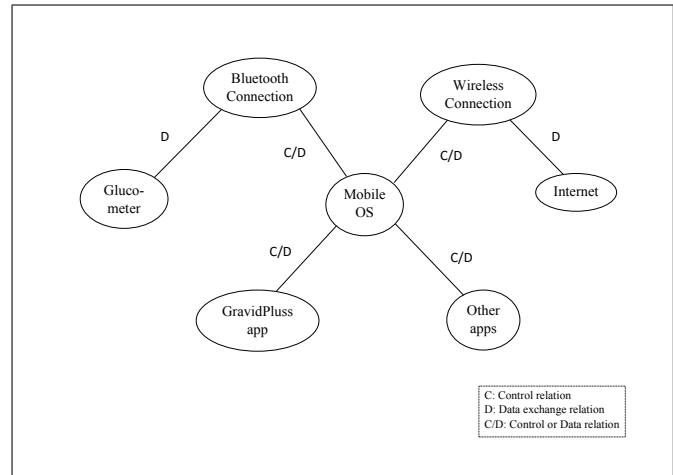 Bluetooth
Connection
Wireless
Connection
D
C/D
C/D
D
Gluco-
meter
Mobile
OS
Internet
C/D
C/D
GravidPluss
app
Other
apps
C: Control relation
D: Data exchange relation
C/D: Control or Data relation